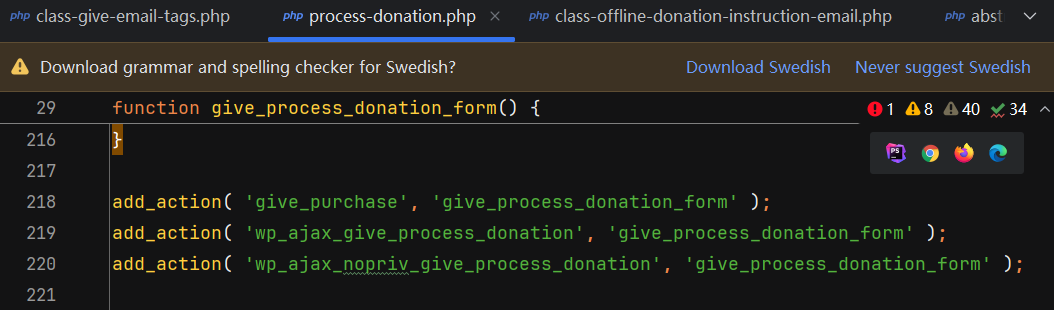 php class-give-email-tags.php php process-donation.php × php class-offline-donation-instruction-email.php php abst
Download grammar and spelling checker for Swedish? Download Swedish Never suggest Swedish
29 function give_process_donation_form() { 1 8 40 34
216 }
217
218 add_action( 'give_purchase', 'give_process_donation_form' );
219 add_action( 'wp_ajax_give_process_donation', 'give_process_donation_form' );
220 add_action( 'wp_ajax_nopriv_give_process_donation', 'give_process_donation_form' );
221